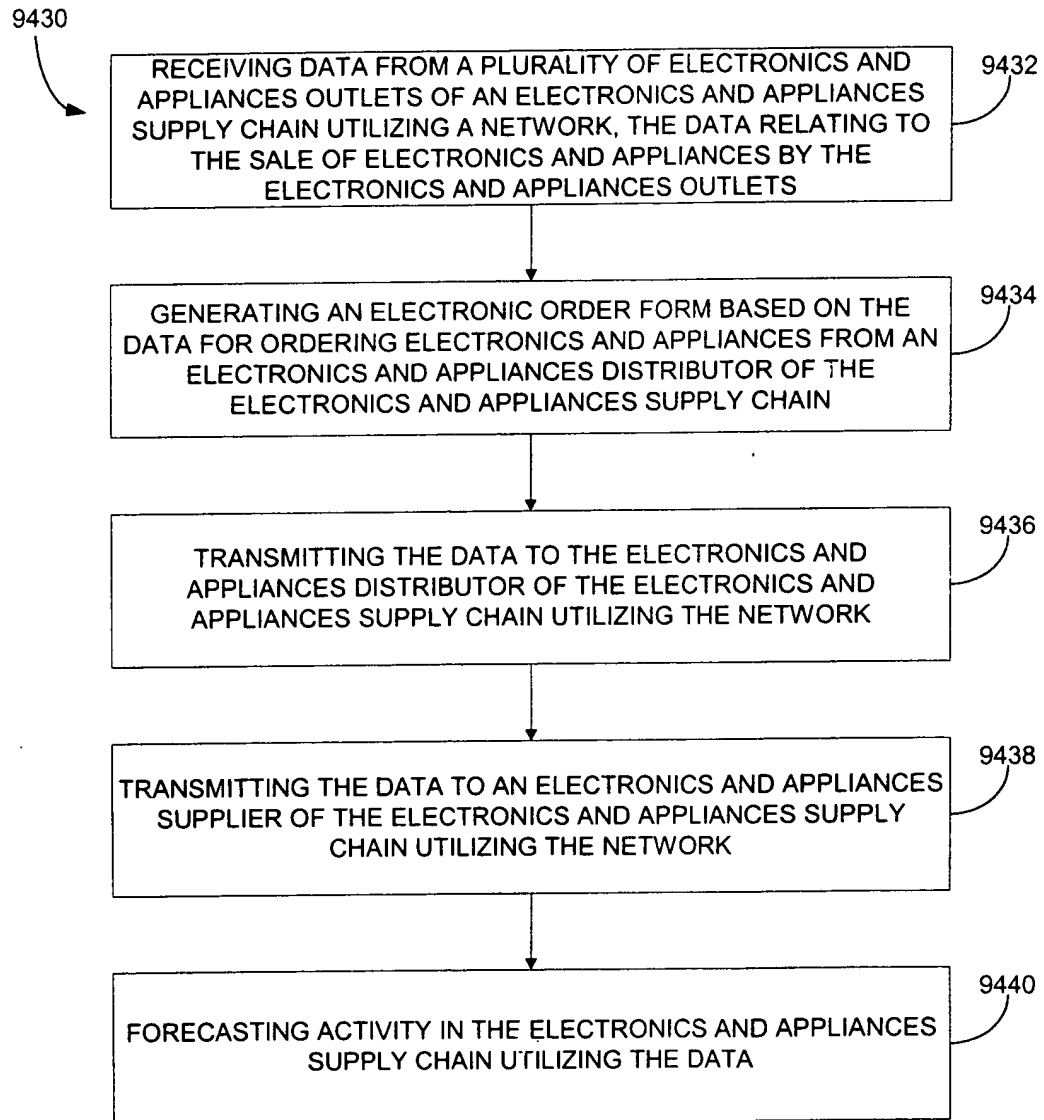 9430
RECEIVING DATA FROM A PLURALITY OF ELECTRONICS AND
APPLIANCES OUTLETS OF AN ELECTRONICS AND APPLIANCES
SUPPLY CHAIN UTILIZING A NETWORK, THE DATA RELATING TO
THE SALE OF ELECTRONICS AND APPLIANCES BY THE
ELECTRONICS AND APPLIANCES OUTLETS
9432
GENERATING AN ELECTRONIC ORDER FORM BASED ON THE
DATA FOR ORDERING ELECTRONICS AND APPLIANCES FROM AN
ELECTRONICS AND APPLIANCES DISTRIBUTOR OF THE
ELECTRONICS AND APPLIANCES SUPPLY CHAIN
9434
TRANSMITTING THE DATA TO THE ELECTRONICS AND
APPLIANCES DISTRIBUTOR OF THE ELECTRONICS AND
APPLIANCES SUPPLY CHAIN UTILIZING THE NETWORK
9436
TRANSMITTING THE DATA TO AN ELECTRONICS AND APPLIANCES
SUPPLIER OF THE ELECTRONICS AND APPLIANCES SUPPLY
CHAIN UTILIZING THE NETWORK
9438
FORECASTING ACTIVITY IN THE ELECTRONICS AND APPLIANCES
SUPPLY CHAIN UTILIZING THE DATA
9440